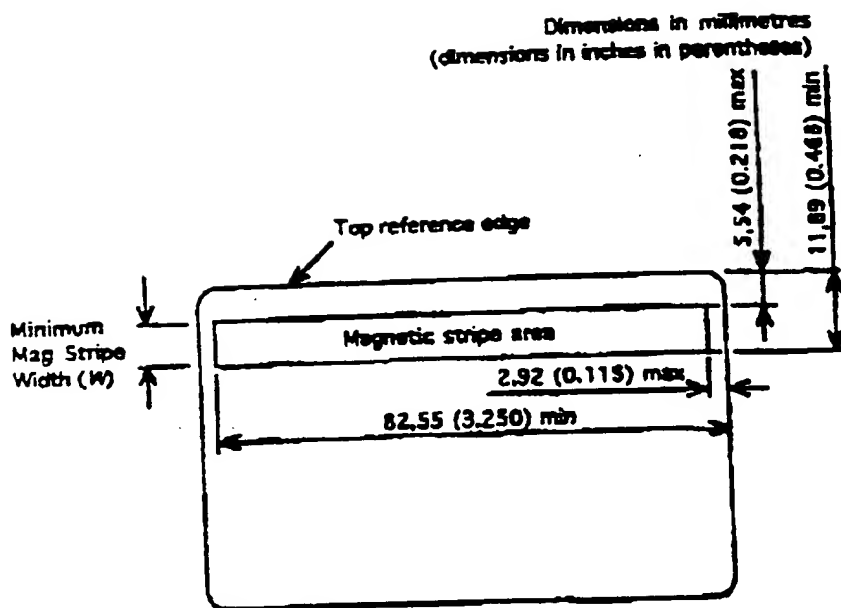 Dimensions in millimetres
(dimensions in inches in parentheses)
5,54 (0.218) max
11,89 (0.468) min
Top reference edge
Minimum
Mag Stripe
Width (W)
Magnetic stripe area
2,92 (0.115) max
82,55 (3.250) min